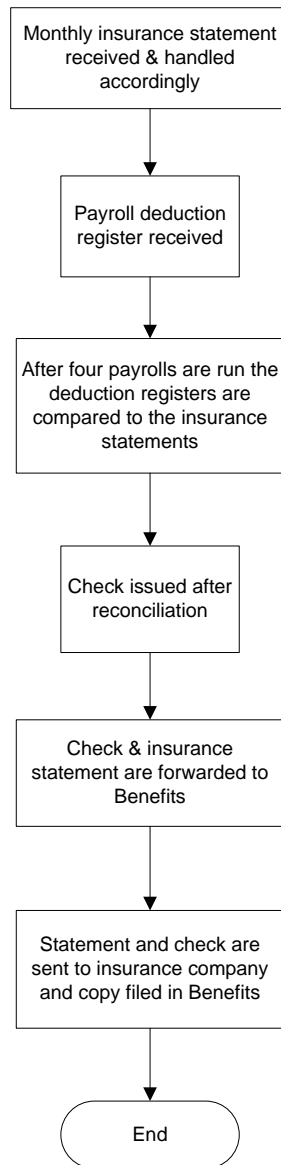 Monthly insurance statement
received & handled
accordingly
Payroll deduction
register received
After four payrolls are run the
deduction registers are
compared to the insurance
statements
Check issued after
reconciliation
Check & insurance
statement are forwarded to
Benefits
Statement and check are
sent to insurance company
and copy filed in Benefits
End